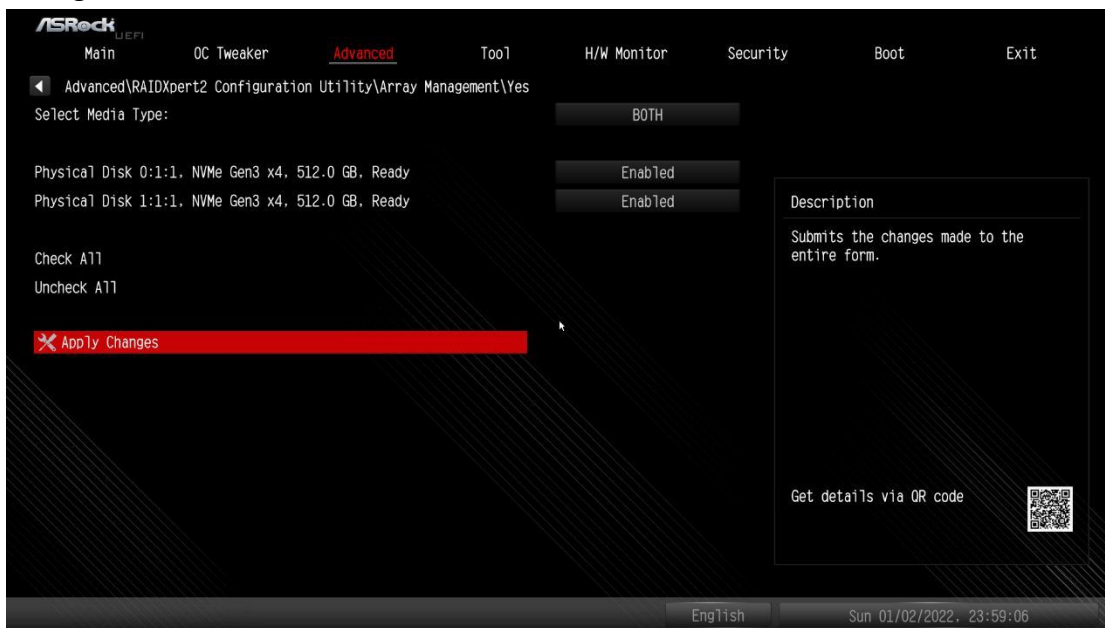 ASRock UEFI
Main OC Tweaker Advanced Tool H/W Monitor Security Boot Exit
Advanced\RAIDXpert2 Configuration Utility\Array Management\Yes
Select Media Type: BOTH
Physical Disk 0:1:1, NVMe Gen3 x4, 512.0 GB, Ready Enabled
Physical Disk 1:1:1, NVMe Gen3 x4, 512.0 GB, Ready Enabled
Check All
Uncheck All
Apply Changes
Description
Submits the changes made to the
entire form.
Get details via QR code
English Sun 01/02/2022, 23:59:06